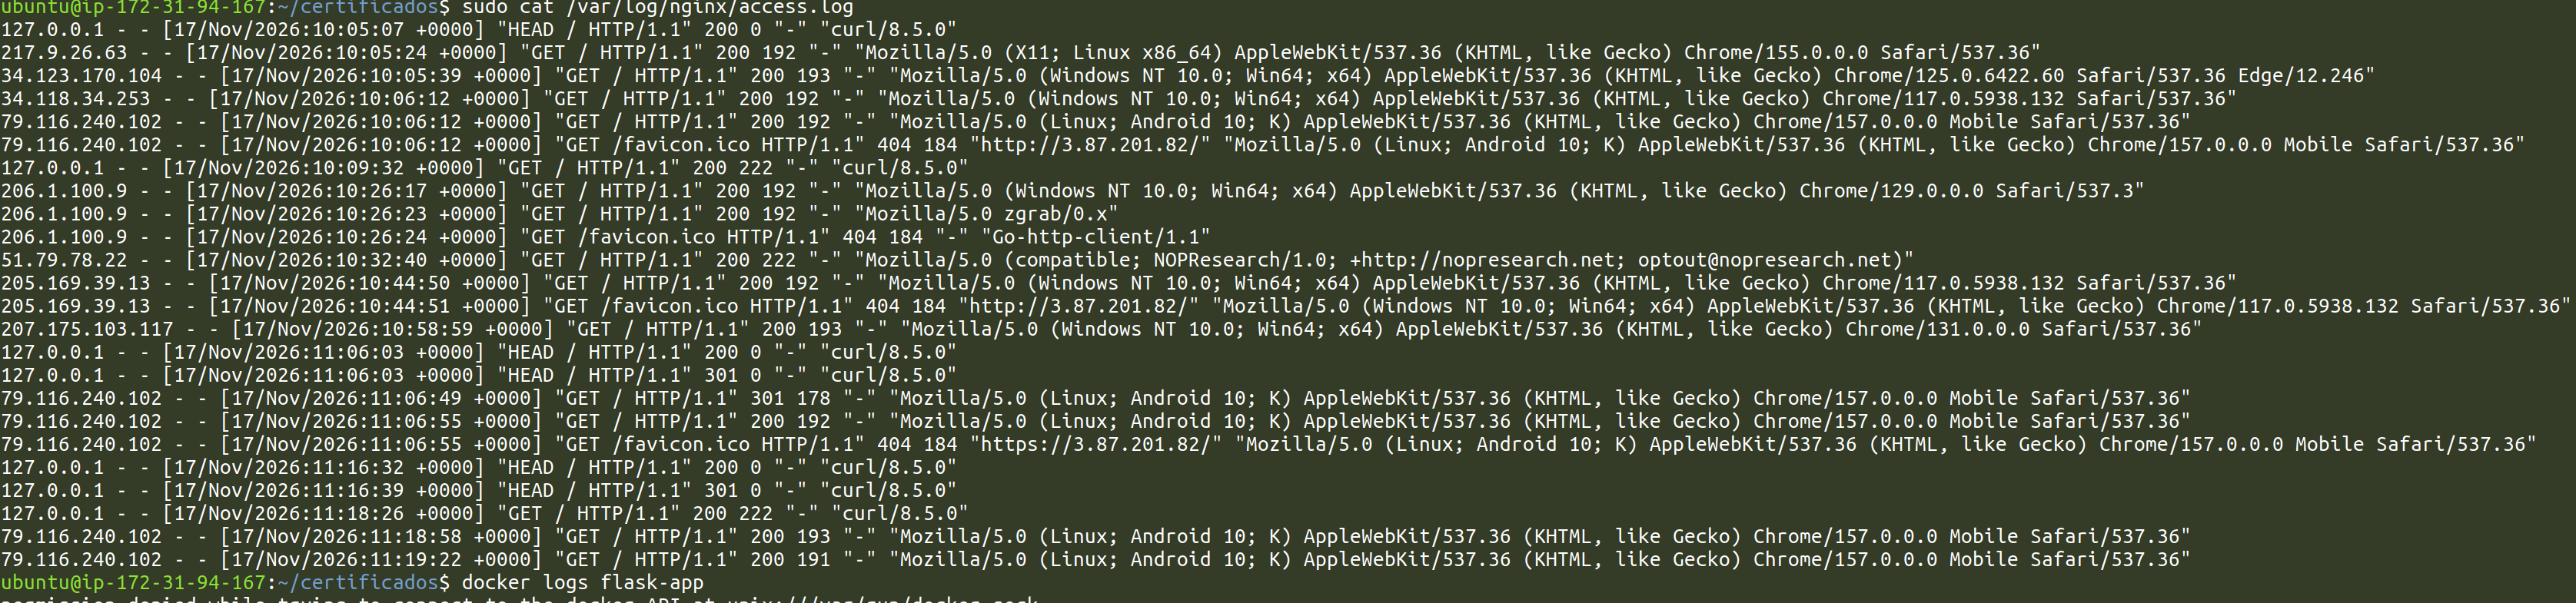 ubuntu@ip-172-31-94-167:~/certificados$ sudo cat /var/log/nginx/access.log
127.0.0.1 - - [17/Nov/2026:10:05:07 +0000] "HEAD / HTTP/1.1" 200 0 "-" "curl/8.5.0"
217.9.26.63 - - [17/Nov/2026:10:05:24 +0000] "GET / HTTP/1.1" 200 192 "-" "Mozilla/5.0 (X11; Linux x86_64) AppleWebKit/537.36 (KHTML, like Gecko) Chrome/155.0.0.0 Safari/537.36"
34.123.170.104 - - [17/Nov/2026:10:05:39 +0000] "GET / HTTP/1.1" 200 193 "-" "Mozilla/5.0 (Windows NT 10.0; Win64; x64) AppleWebKit/537.36 (KHTML, like Gecko) Chrome/125.0.6422.60 Safari/537.36 Edge/12.246"
34.118.34.253 - - [17/Nov/2026:10:06:12 +0000] "GET / HTTP/1.1" 200 192 "-" "Mozilla/5.0 (Windows NT 10.0; Win64; x64) AppleWebKit/537.36 (KHTML, like Gecko) Chrome/117.0.5938.132 Safari/537.36"
79.116.240.102 - - [17/Nov/2026:10:06:12 +0000] "GET / HTTP/1.1" 200 192 "-" "Mozilla/5.0 (Linux; Android 10; K) AppleWebKit/537.36 (KHTML, like Gecko) Chrome/157.0.0.0 Mobile Safari/537.36"
79.116.240.102 - - [17/Nov/2026:10:06:12 +0000] "GET /favicon.ico HTTP/1.1" 404 184 "http://3.87.201.82/" "Mozilla/5.0 (Linux; Android 10; K) AppleWebKit/537.36 (KHTML, like Gecko) Chrome/157.0.0.0 Mobile Safari/537.36"
127.0.0.1 - - [17/Nov/2026:10:09:32 +0000] "GET / HTTP/1.1" 200 222 "-" "curl/8.5.0"
206.1.100.9 - - [17/Nov/2026:10:26:17 +0000] "GET / HTTP/1.1" 200 192 "-" "Mozilla/5.0 (Windows NT 10.0; Win64; x64) AppleWebKit/537.36 (KHTML, like Gecko) Chrome/129.0.0.0 Safari/537.3"
206.1.100.9 - - [17/Nov/2026:10:26:23 +0000] "GET / HTTP/1.1" 200 192 "-" "Mozilla/5.0 zgrab/0.x"
206.1.100.9 - - [17/Nov/2026:10:26:24 +0000] "GET /favicon.ico HTTP/1.1" 404 184 "-" "Go-http-client/1.1"
51.79.78.22 - - [17/Nov/2026:10:32:40 +0000] "GET / HTTP/1.1" 200 222 "-" "Mozilla/5.0 (compatible; NOPResearch/1.0; +http://nopresearch.net; optout@nopresearch.net)"
205.169.39.13 - - [17/Nov/2026:10:44:50 +0000] "GET / HTTP/1.1" 200 192 "-" "Mozilla/5.0 (Windows NT 10.0; Win64; x64) AppleWebKit/537.36 (KHTML, like Gecko) Chrome/117.0.5938.132 Safari/537.36"
205.169.39.13 - - [17/Nov/2026:10:44:51 +0000] "GET /favicon.ico HTTP/1.1" 404 184 "http://3.87.201.82/" "Mozilla/5.0 (Windows NT 10.0; Win64; x64) AppleWebKit/537.36 (KHTML, like Gecko) Chrome/117.0.5938.132 Safari/537.36"
207.175.103.117 - - [17/Nov/2026:10:58:59 +0000] "GET / HTTP/1.1" 200 193 "-" "Mozilla/5.0 (Windows NT 10.0; Win64; x64) AppleWebKit/537.36 (KHTML, like Gecko) Chrome/131.0.0.0 Safari/537.36"
127.0.0.1 - - [17/Nov/2026:11:06:03 +0000] "HEAD / HTTP/1.1" 200 0 "-" "curl/8.5.0"
127.0.0.1 - - [17/Nov/2026:11:06:03 +0000] "HEAD / HTTP/1.1" 301 0 "-" "curl/8.5.0"
79.116.240.102 - - [17/Nov/2026:11:06:49 +0000] "GET / HTTP/1.1" 301 178 "-" "Mozilla/5.0 (Linux; Android 10; K) AppleWebKit/537.36 (KHTML, like Gecko) Chrome/157.0.0.0 Mobile Safari/537.36"
79.116.240.102 - - [17/Nov/2026:11:06:55 +0000] "GET / HTTP/1.1" 200 192 "-" "Mozilla/5.0 (Linux; Android 10; K) AppleWebKit/537.36 (KHTML, like Gecko) Chrome/157.0.0.0 Mobile Safari/537.36"
79.116.240.102 - - [17/Nov/2026:11:06:55 +0000] "GET /favicon.ico HTTP/1.1" 404 184 "https://3.87.201.82/" "Mozilla/5.0 (Linux; Android 10; K) AppleWebKit/537.36 (KHTML, like Gecko) Chrome/157.0.0.0 Mobile Safari/537.36"
127.0.0.1 - - [17/Nov/2026:11:16:32 +0000] "HEAD / HTTP/1.1" 200 0 "-" "curl/8.5.0"
127.0.0.1 - - [17/Nov/2026:11:16:39 +0000] "HEAD / HTTP/1.1" 301 0 "-" "curl/8.5.0"
127.0.0.1 - - [17/Nov/2026:11:18:26 +0000] "GET / HTTP/1.1" 200 222 "-" "curl/8.5.0"
79.116.240.102 - - [17/Nov/2026:11:18:58 +0000] "GET / HTTP/1.1" 200 193 "-" "Mozilla/5.0 (Linux; Android 10; K) AppleWebKit/537.36 (KHTML, like Gecko) Chrome/157.0.0.0 Mobile Safari/537.36"
79.116.240.102 - - [17/Nov/2026:11:19:22 +0000] "GET / HTTP/1.1" 200 191 "-" "Mozilla/5.0 (Linux; Android 10; K) AppleWebKit/537.36 (KHTML, like Gecko) Chrome/157.0.0.0 Mobile Safari/537.36"
ubuntu@ip-172-31-94-167:~/certificados$ docker logs flask-app